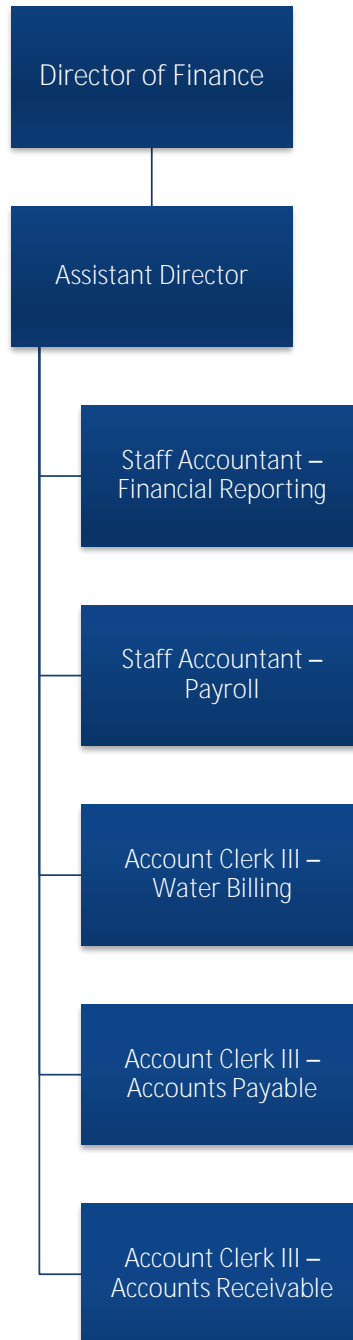 Director of Finance
Assistant Director
Staff Accountant –
Financial Reporting
Staff Accountant –
Payroll
Account Clerk III –
Water Billing
Account Clerk III –
Accounts Payable
Account Clerk III –
Accounts Receivable